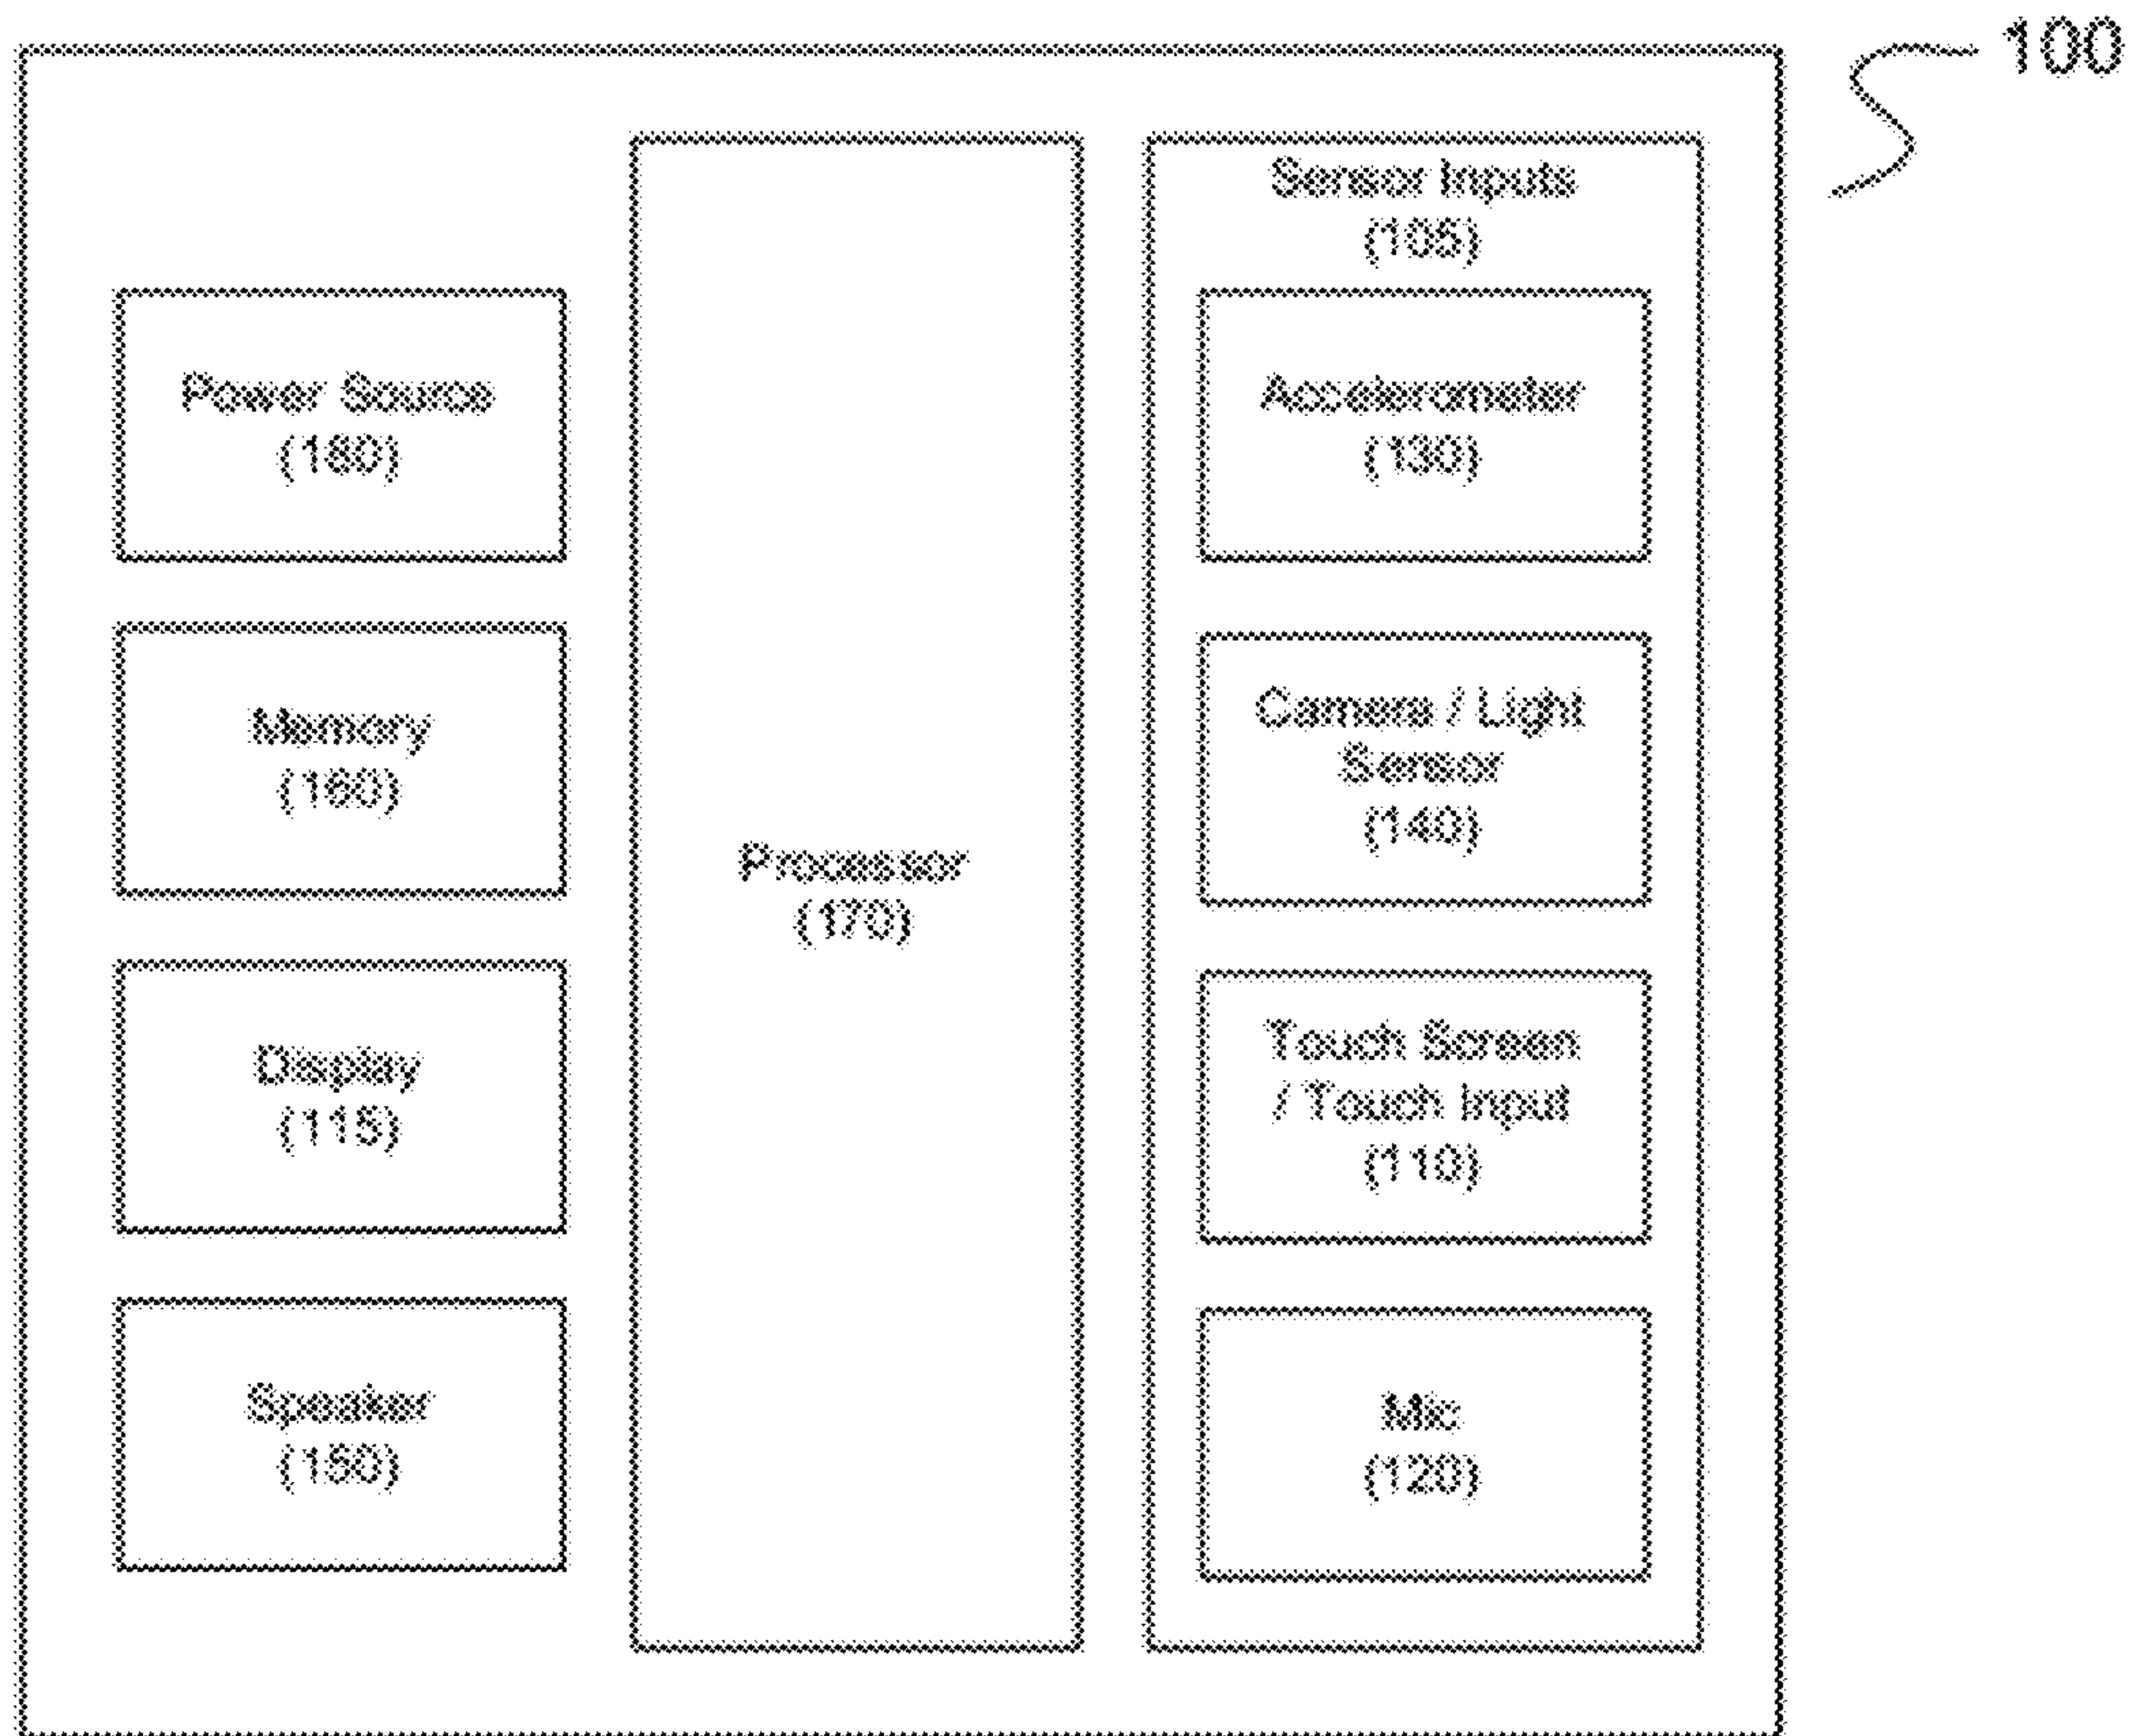 100
Power Source
(180)
Memory
(160)
Display
(115)
Speaker
(150)
Processor
(170)
Sensor Inputs
(105)
Accelerometer
(130)
Camera / Light
Sensor
(140)
Touch Screen
/ Touch Input
(110)
Mic
(120)